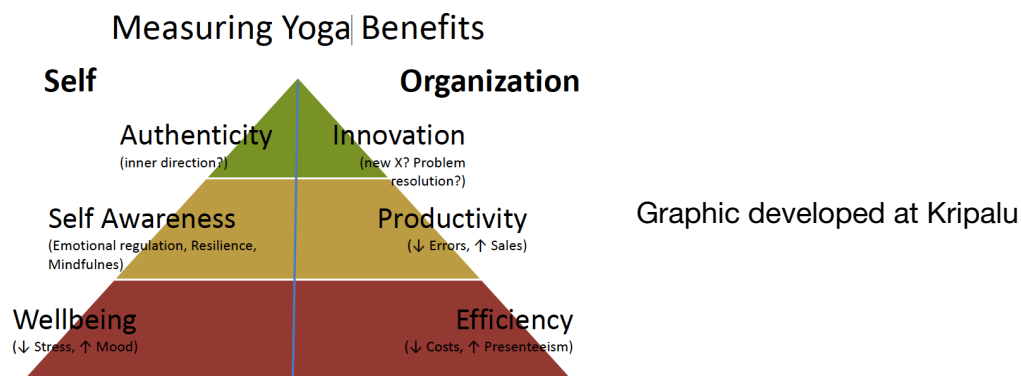 Measuring Yoga Benefits
Self
Organization
Authenticity
(inner direction?)
Innovation
(new X? Problem
resolution?)
Self Awareness
(Emotional regulation, Resilience,
Mindfulnes)
Productivity
(↓ Errors, ↑ Sales)
Graphic developed at Kripalu
Wellbeing
(↓ Stress, ↑ Mood)
Efficiency
(↓ Costs, ↑ Presenteeism)